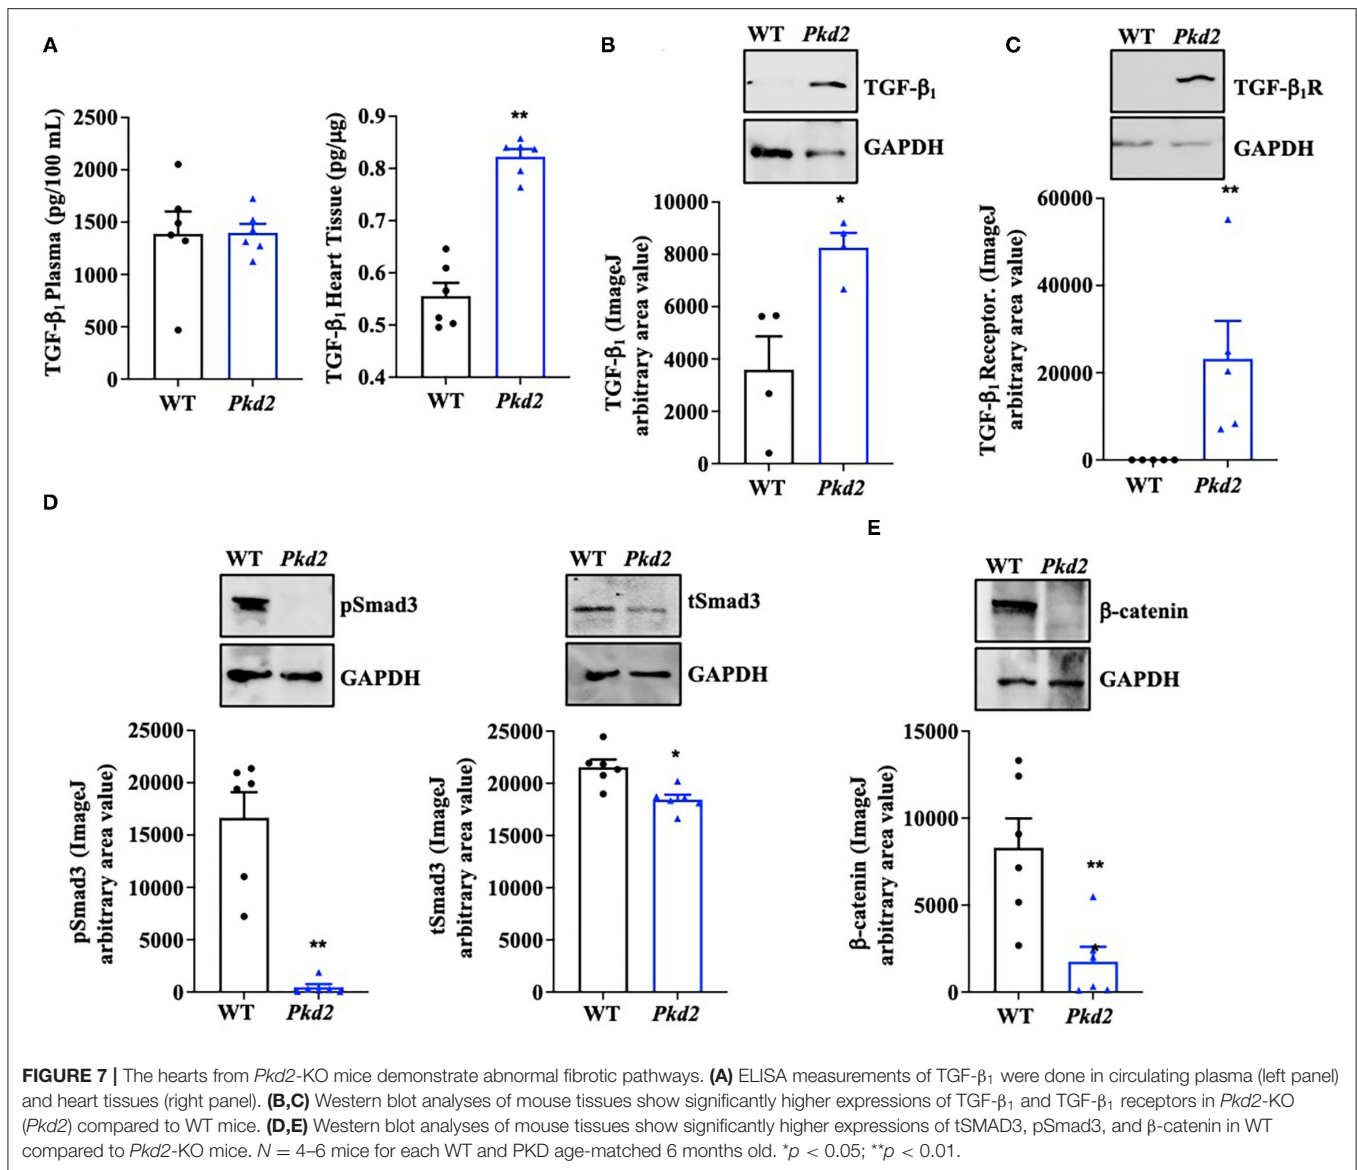 A
TGF-β₁ Plasma (pg/100 mL)
2500
2000
1500
1000
500
0
WT Pkd2
TGF-β₁ Heart Tissue (pg/µg)
0.9
0.8
0.7
0.6
0.5
0.4
**
WT Pkd2
B
WT Pkd2
TGF-β₁
GAPDH
TGF-β₁ (ImageJ
arbitrary area value)
10000
8000
6000
4000
2000
0
*
WT Pkd2
C
WT Pkd2
TGF-β₁R
GAPDH
TGF-β₁ Receptor. (ImageJ
arbitrary area value)
60000
40000
20000
0
**
WT Pkd2
D
WT Pkd2
pSmad3
GAPDH
pSmad3 (ImageJ
arbitrary area value)
25000
20000
15000
10000
5000
0
**
WT Pkd2
WT Pkd2
tSmad3
GAPDH
tSmad3 (ImageJ
arbitrary area value)
25000
20000
15000
10000
5000
0
*
WT Pkd2
E
WT Pkd2
β-catenin
GAPDH
β-catenin (ImageJ
arbitrary area value)
15000
10000
5000
0
**
*
WT Pkd2
FIGURE 7 | The hearts from Pkd2-KO mice demonstrate abnormal fibrotic pathways. (A) ELISA measurements of TGF-β₁ were done in circulating plasma (left panel)
and heart tissues (right panel). (B,C) Western blot analyses of mouse tissues show significantly higher expressions of TGF-β₁ and TGF-β₁ receptors in Pkd2-KO
(Pkd2) compared to WT mice. (D,E) Western blot analyses of mouse tissues show significantly higher expressions of tSMAD3, pSmad3, and β-catenin in WT
compared to Pkd2-KO mice. N = 4–6 mice for each WT and PKD age-matched 6 months old. *p < 0.05; **p < 0.01.